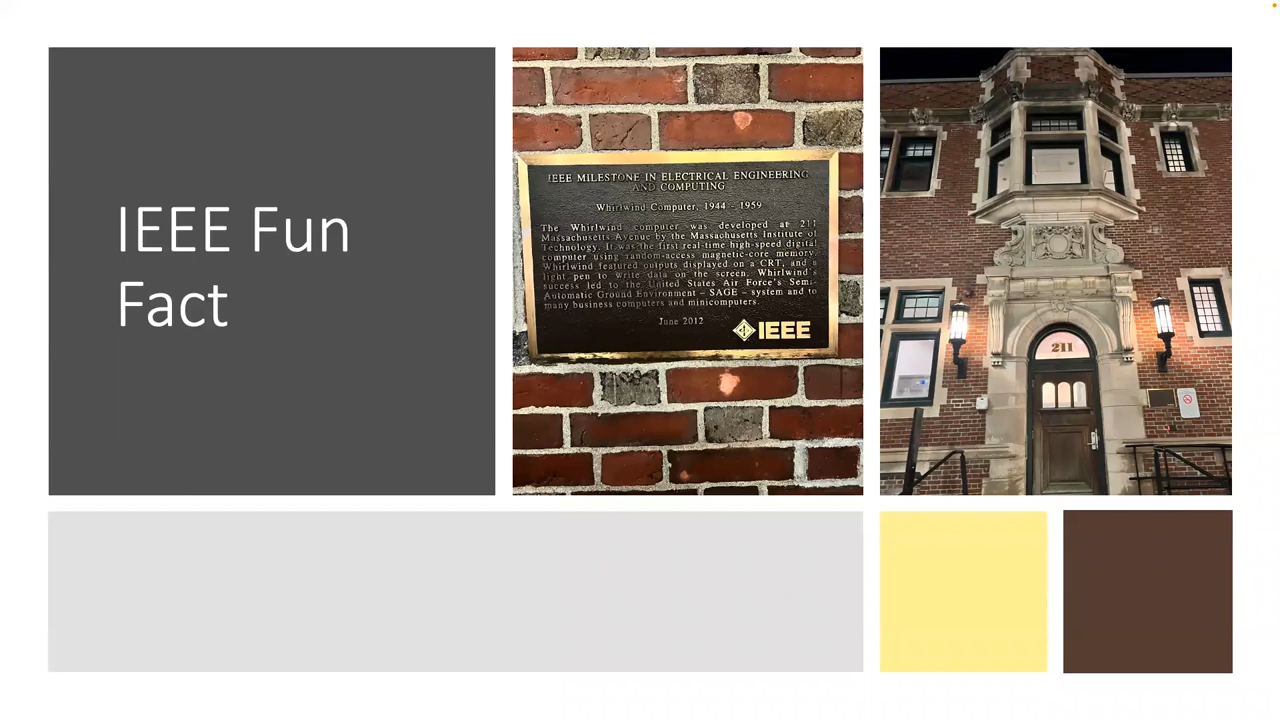 IEEE Fun
Fact
IEEE MILESTONE IN ELECTRICAL ENGINEERING
AND COMPUTING
Whirlwind Computer, 1944 - 1959
The Whirlwind computer was developed at 211
Massachusetts Avenue by the Massachusetts Institute of
Technology. It was the first real-time high-speed digital
computer using random-access magnetic-core memory.
Whirlwind featured outputs displayed on a CRT, and a
light pen to write data on the screen. Whirlwind's
success led to the United States Air Force's Semi-
Automatic Ground Environment – SAGE – system and to
many business computers and minicomputers.
June 2012
IEEE
211